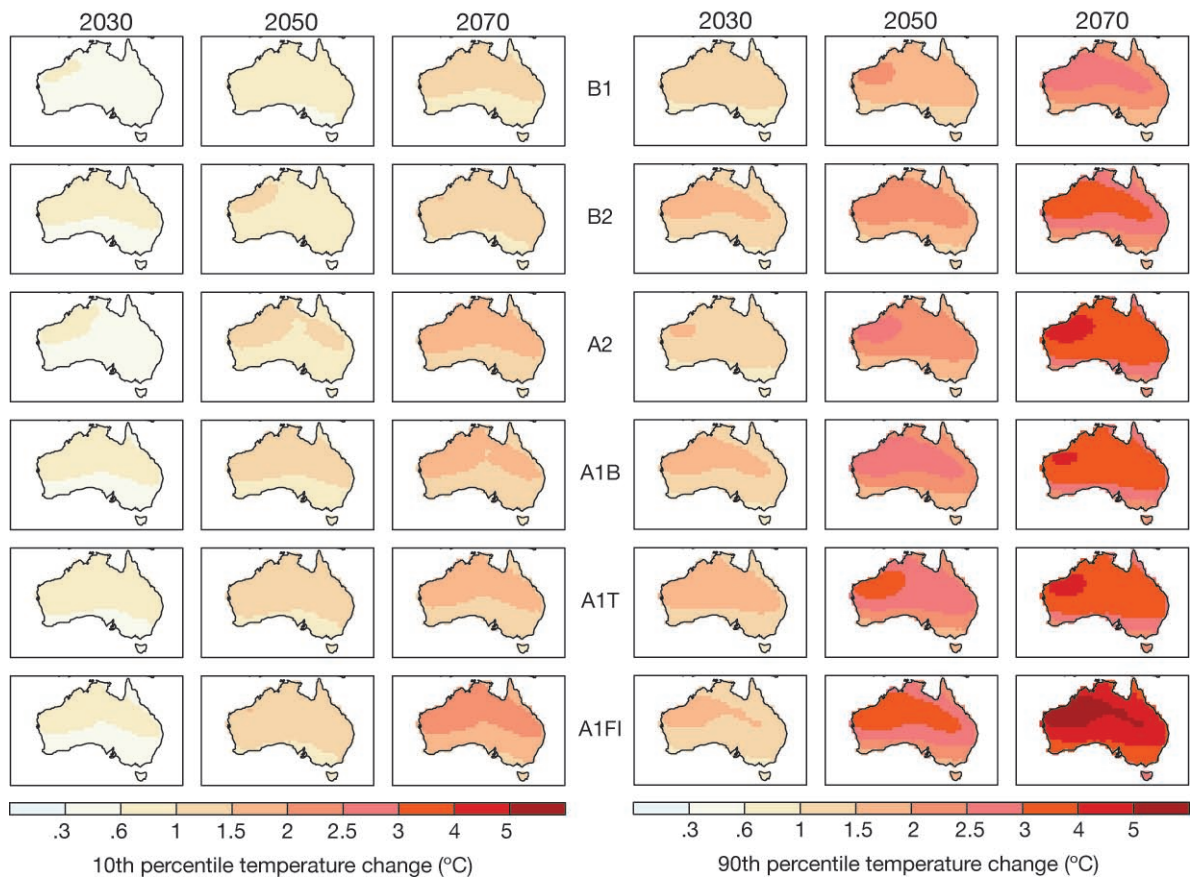 2030 2050 2070 2030 2050 2070
B1
B2
A2
A1B
A1T
A1FI
.3 .6 1 1.5 2 2.5 3 4 5 .3 .6 1 1.5 2 2.5 3 4 5
10th percentile temperature change (°C) 90th percentile temperature change (°C)